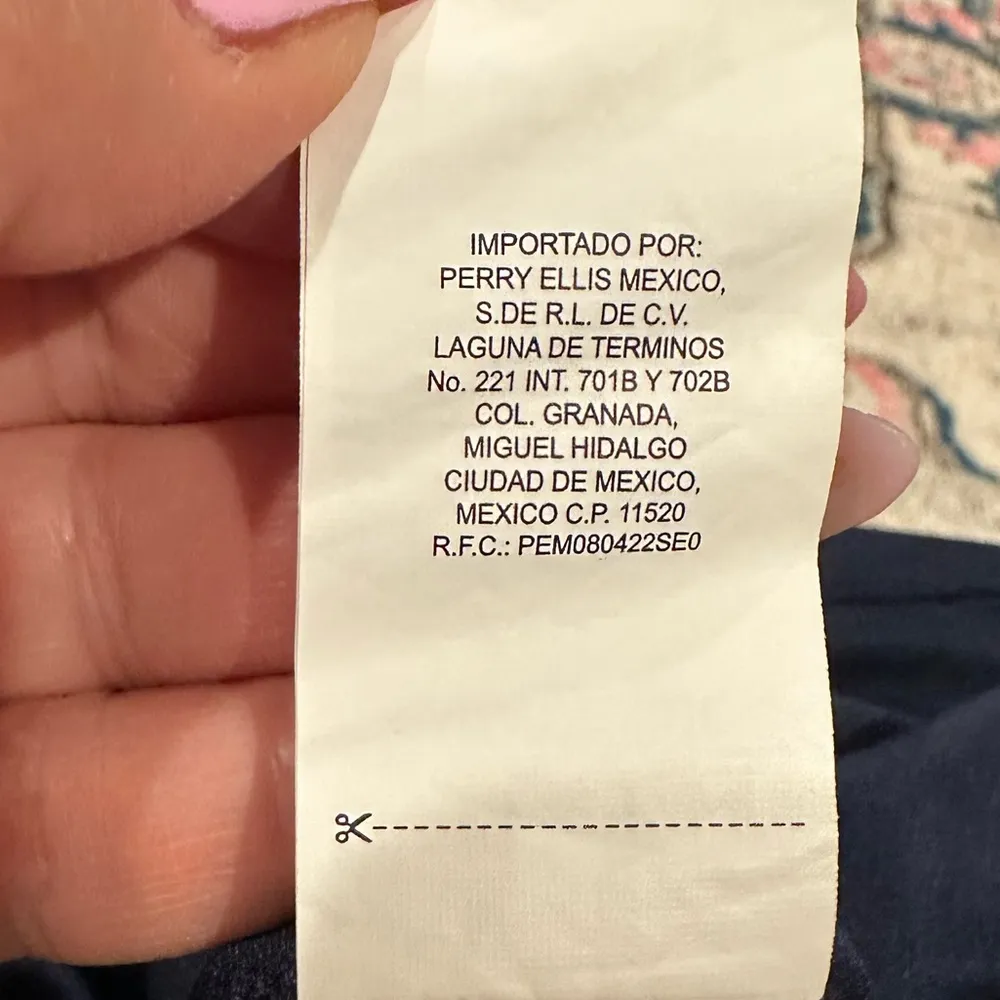 IMPORTADO POR:
PERRY ELLIS MEXICO,
S.DE R.L. DE C.V.
LAGUNA DE TERMINOS
No. 221 INT. 701B Y 702B
COL. GRANADA,
MIGUEL HIDALGO
CIUDAD DE MEXICO,
MEXICO C.P. 11520
R.F.C.: PEM080422SE0